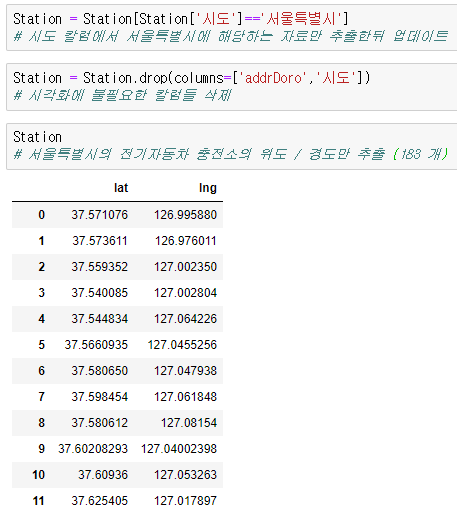 Station = Station[Station['시도']=='서울특별시']
# 시도 칼럼에서 서울특별시에 해당하는 자료만 추출한뒤 업데이트
Station = Station.drop(columns=['addrDoro','시도'])
# 시각화에 불필요한 칼럼들 삭제
Station
# 서울특별시의 전기자동차 충전소의 위도 / 경도만 추출 (183 개)
lat lng
0 37.571076 126.995880
1 37.573611 126.976011
2 37.559352 127.002350
3 37.540085 127.002804
4 37.544834 127.064226
5 37.5660935 127.0455256
6 37.580650 127.047938
7 37.598454 127.061848
8 37.580612 127.08154
9 37.60208293 127.04002398
10 37.60936 127.053263
11 37.625405 127.017897